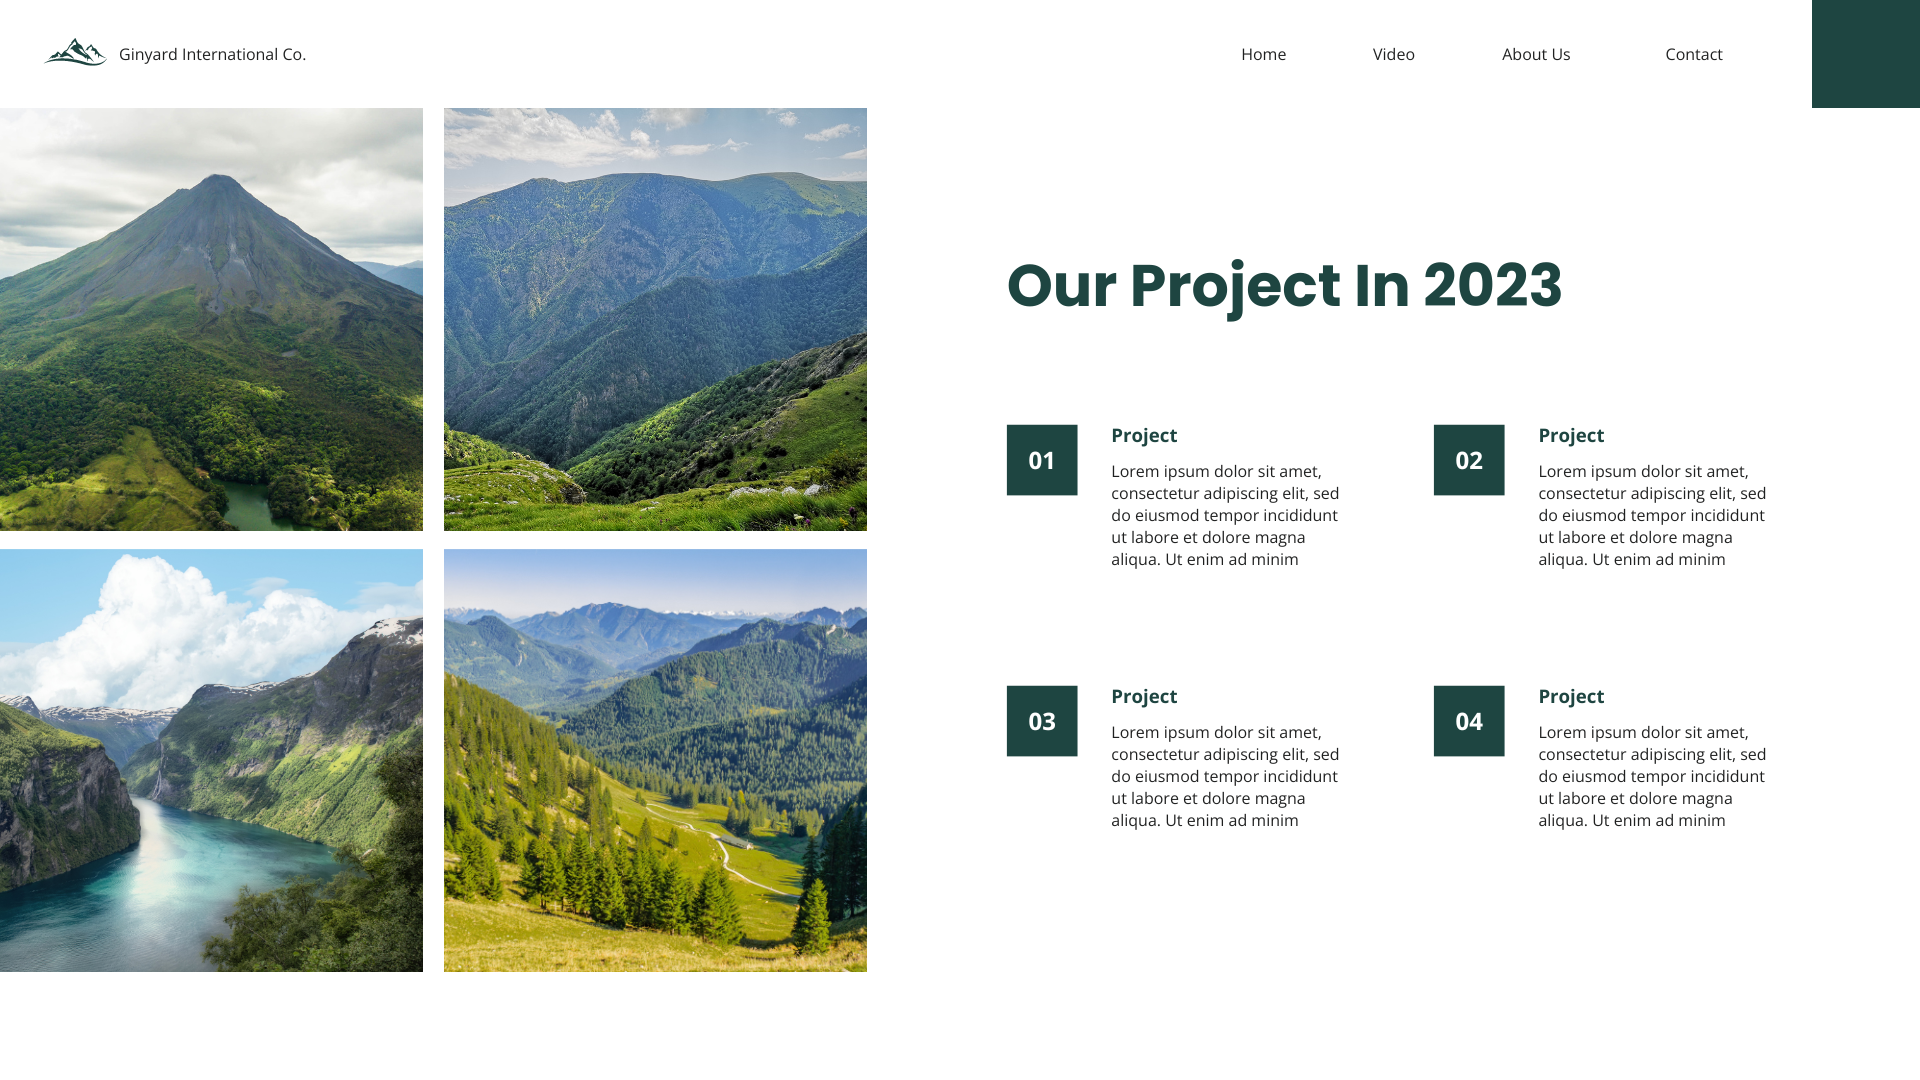 Ginyard International Co.
Home
Video
About Us
Contact
Our Project In 2023
01
Project
Lorem ipsum dolor sit amet,
consectetur adipiscing elit, sed
do eiusmod tempor incididunt
ut labore et dolore magna
aliqua. Ut enim ad minim
02
Project
Lorem ipsum dolor sit amet,
consectetur adipiscing elit, sed
do eiusmod tempor incididunt
ut labore et dolore magna
aliqua. Ut enim ad minim
03
Project
Lorem ipsum dolor sit amet,
consectetur adipiscing elit, sed
do eiusmod tempor incididunt
ut labore et dolore magna
aliqua. Ut enim ad minim
04
Project
Lorem ipsum dolor sit amet,
consectetur adipiscing elit, sed
do eiusmod tempor incididunt
ut labore et dolore magna
aliqua. Ut enim ad minim